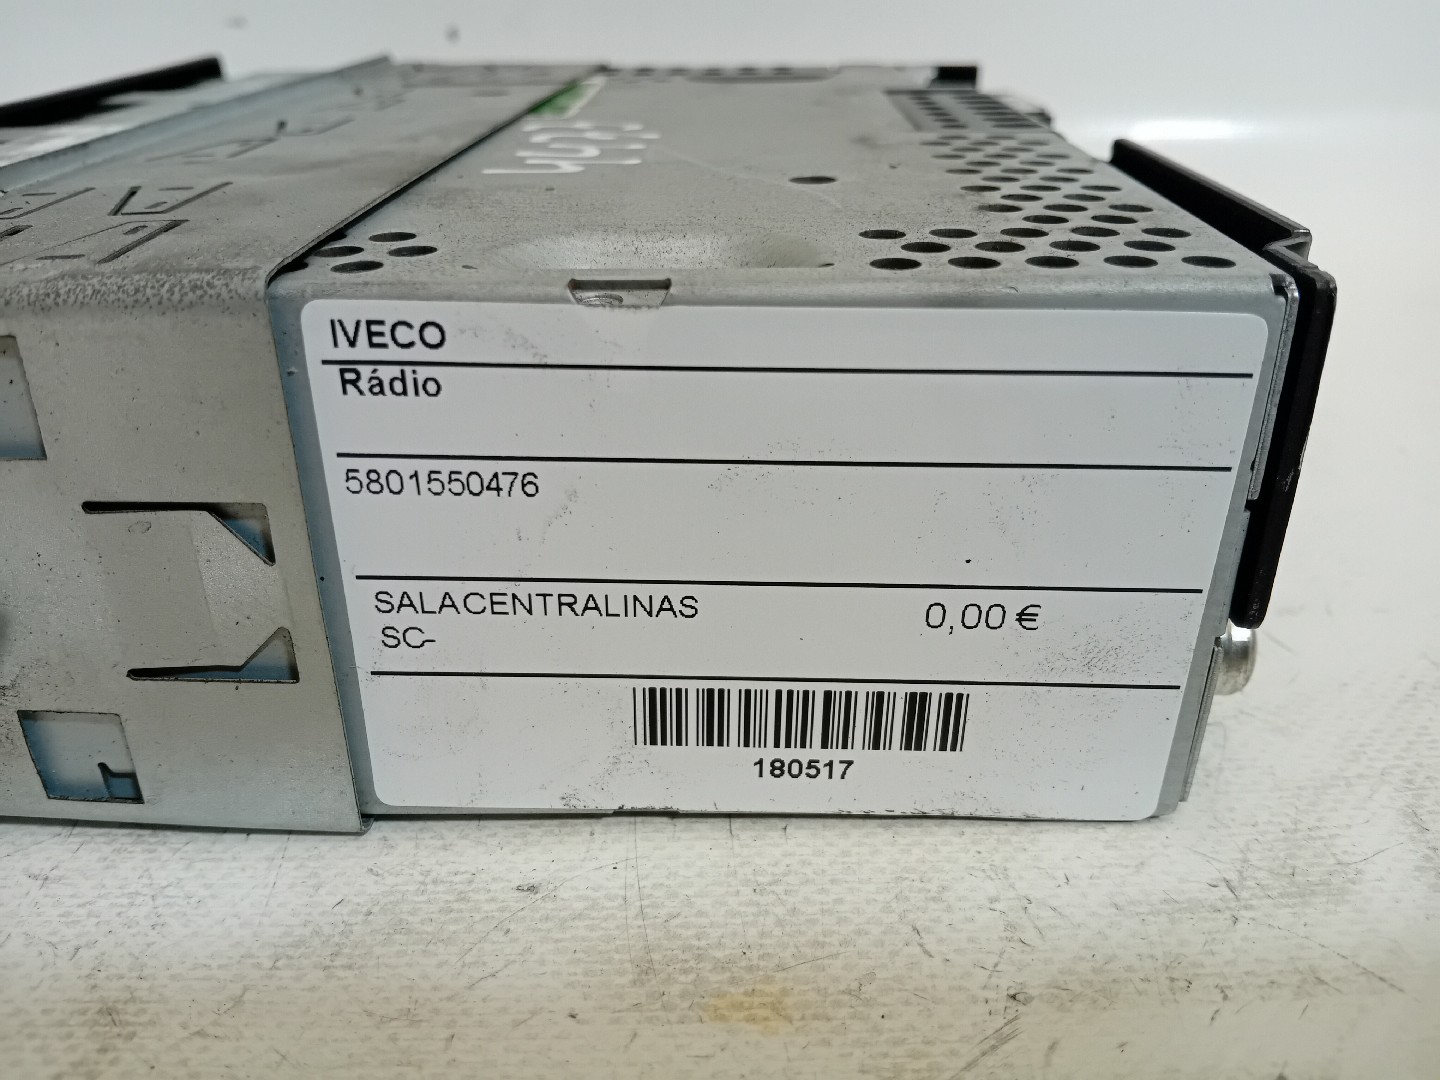 IVECO
Rádio
5801550476
SALACENTRALINAS 0,00 €
SC-
180517